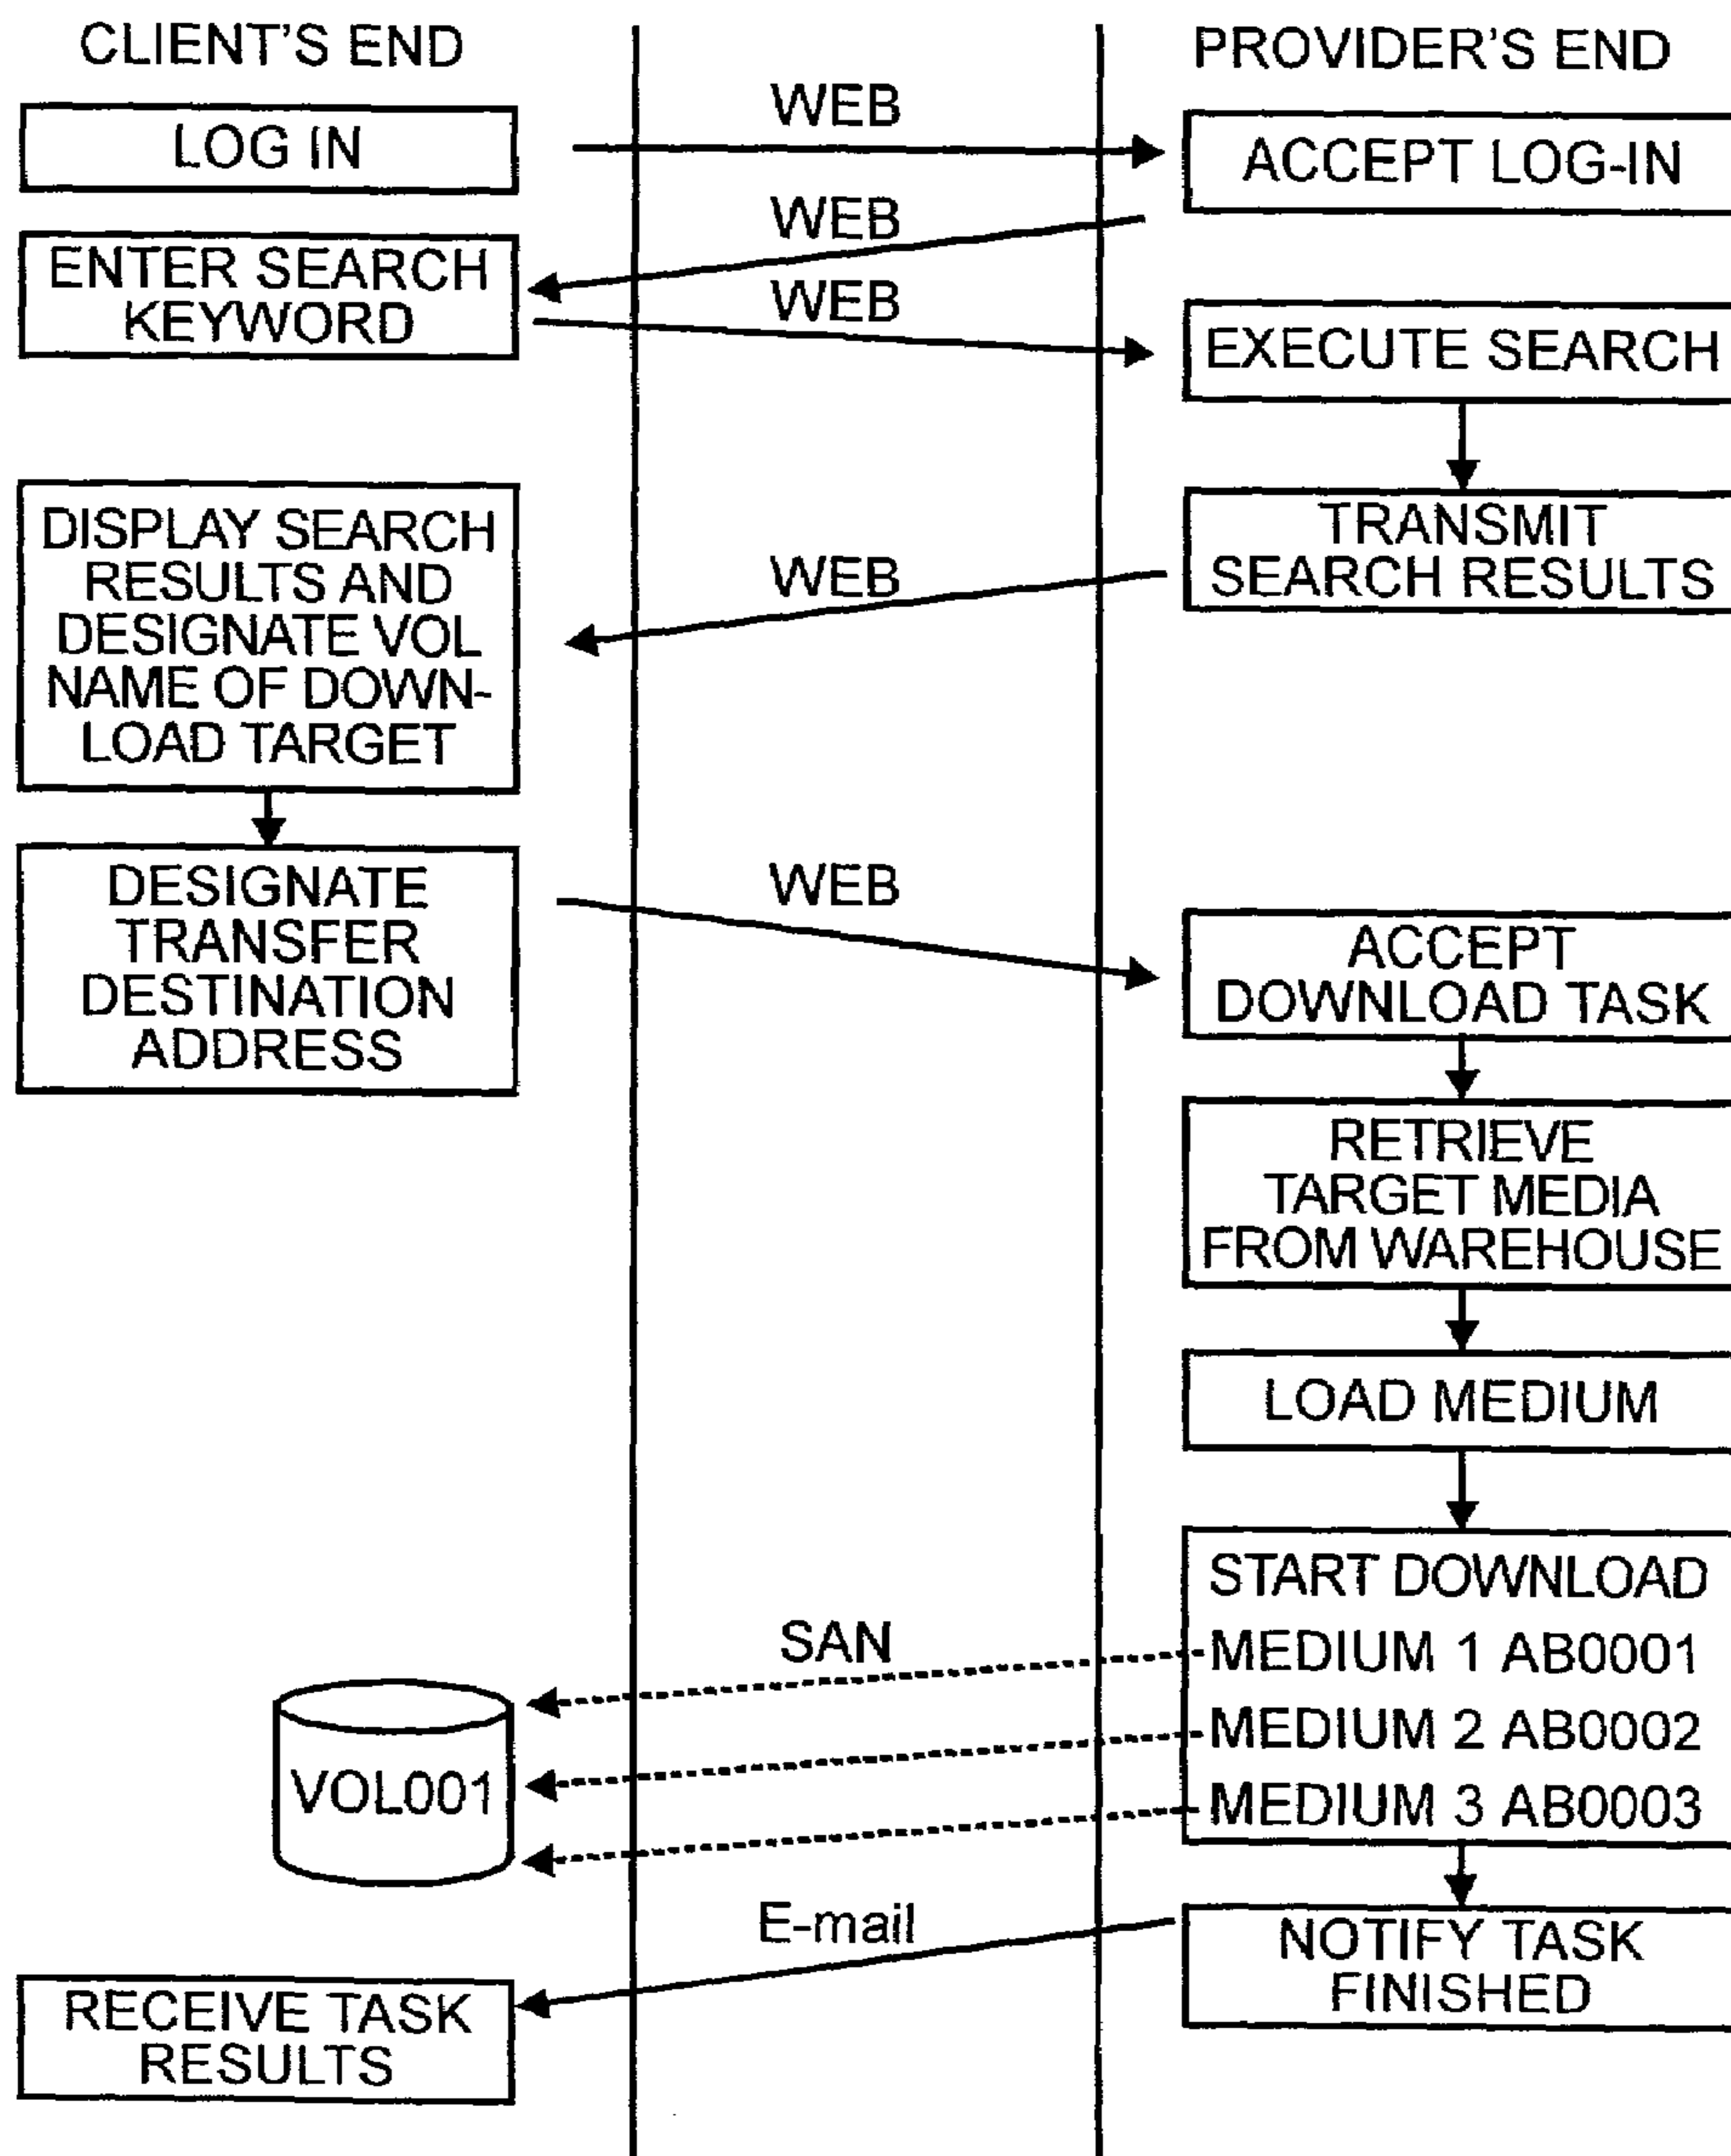 CLIENT'S END
PROVIDER'S END
LOG IN
WEB
ACCEPT LOG-IN
WEB
ENTER SEARCH
KEYWORD
WEB
EXECUTE SEARCH
TRANSMIT
SEARCH RESULTS
WEB
DISPLAY SEARCH
RESULTS AND
DESIGNATE VOL
NAME OF DOWN-
LOAD TARGET
DESIGNATE
TRANSFER
DESTINATION
ADDRESS
WEB
ACCEPT
DOWNLOAD TASK
RETRIEVE
TARGET MEDIA
FROM WAREHOUSE
LOAD MEDIUM
START DOWNLOAD
MEDIUM 1 AB0001
MEDIUM 2 AB0002
MEDIUM 3 AB0003
SAN
VOL001
E-mail
NOTIFY TASK
FINISHED
RECEIVE TASK
RESULTS